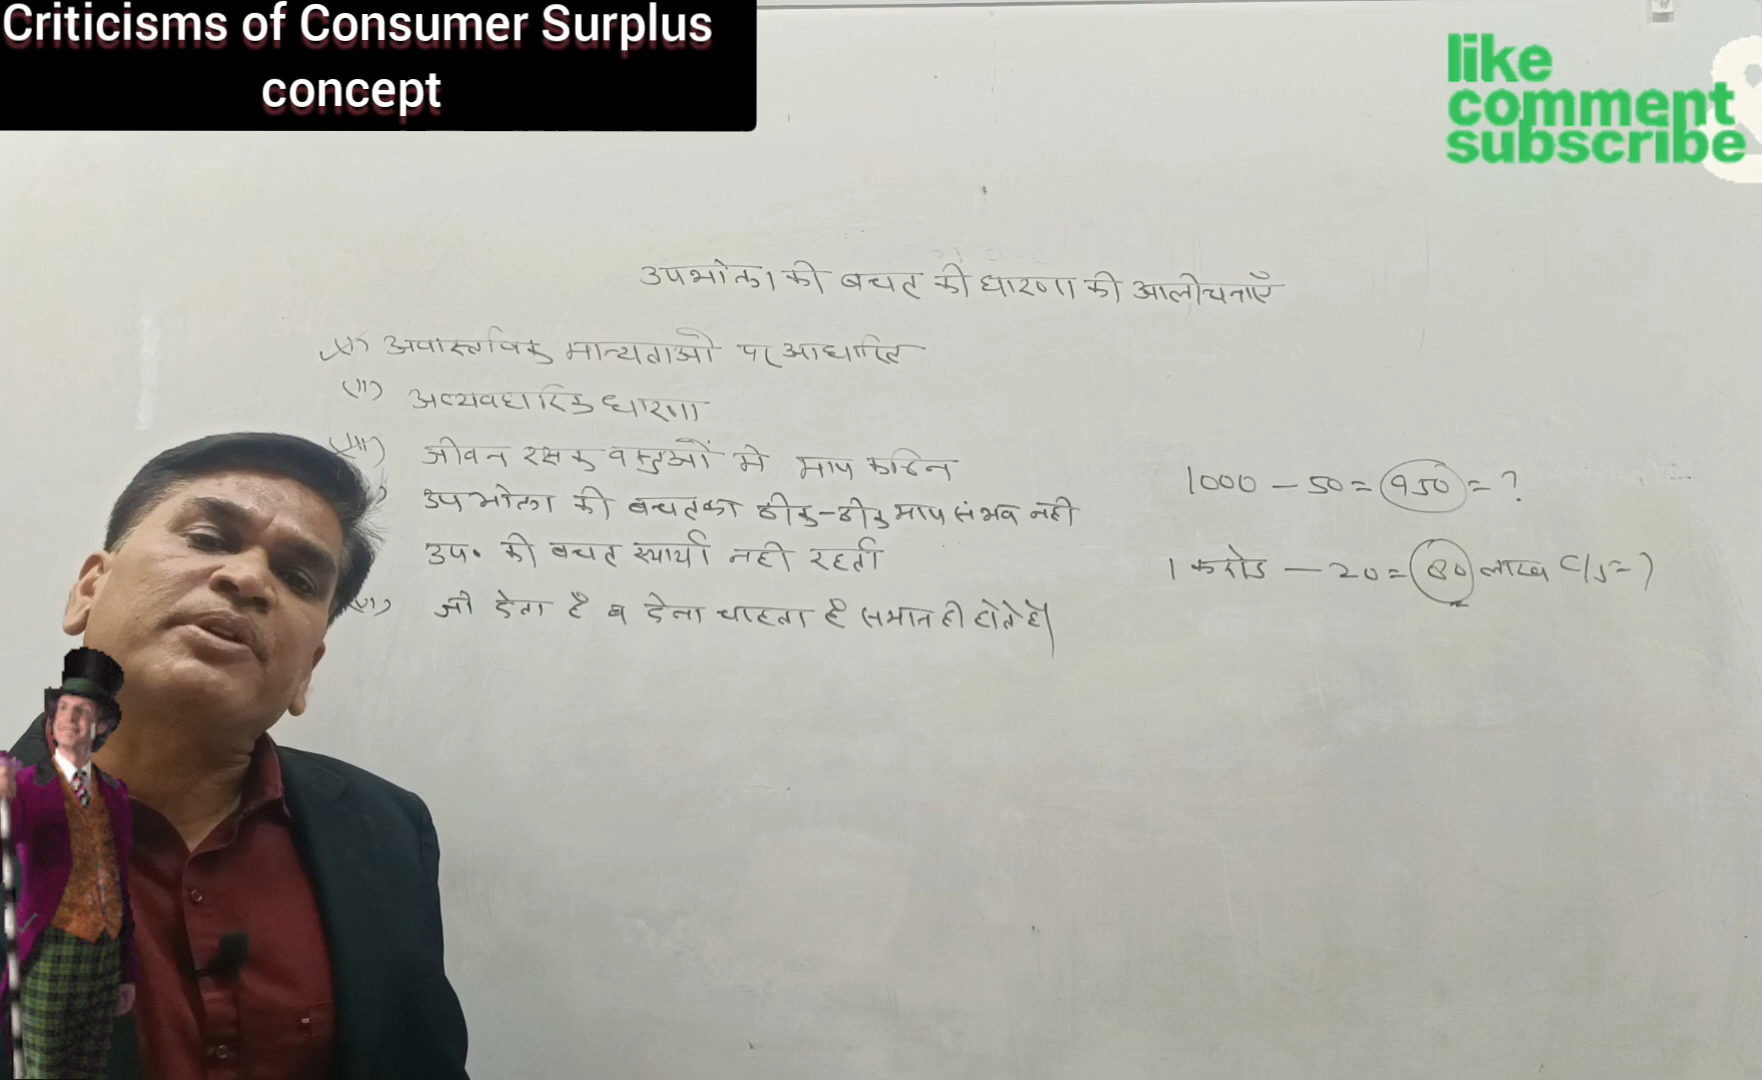 Criticisms of Consumer Surplus
concept
like
comment
subscribe
उपभोक्ता की बचत की धारणा की आलोचनाएँ
अवास्तविक मान्यताओं पर आधारित
(ii) अव्यवहारिक धारणा
(iii) जीवन रक्षक वस्तुओं में माप कठिन
उपभोक्ता की बचत का ठीक-ठीक माप संभव नहीं
उप॰ की बचत स्थायी नहीं रहती
जो देता है व देना चाहता है समान ही होते हैं।
1000 - 50 = 950 = ?
1 करोड - 20 = 80 लाख C/S = ?